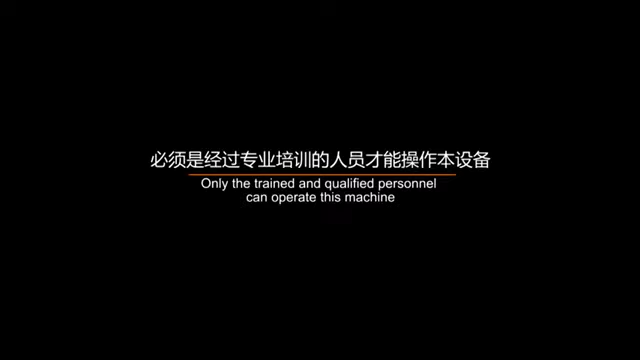 必须是经过专业培训的人员才能操作本设备
Only the trained and qualified personnel
can operate this machine